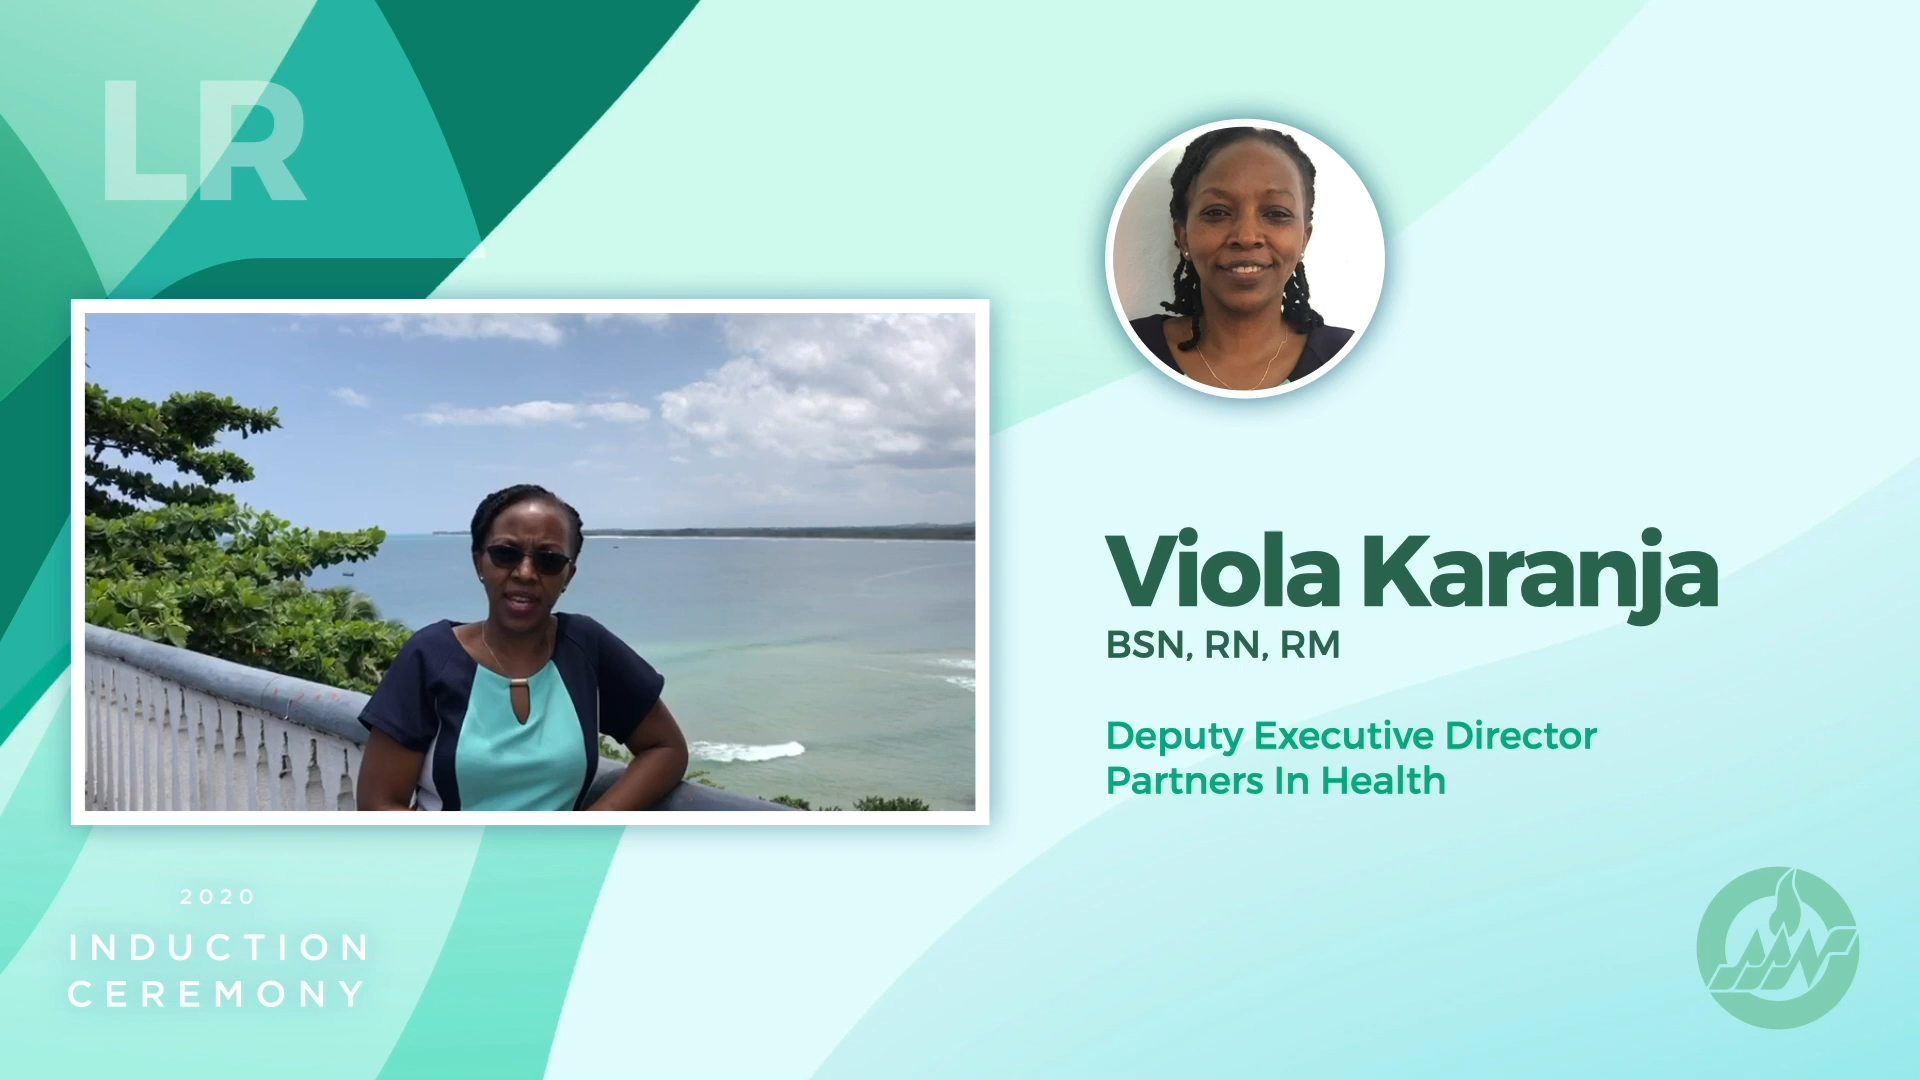 LR
Viola Karanja
BSN, RN, RM
Deputy Executive Director
Partners In Health
2020
INDUCTION
CEREMONY